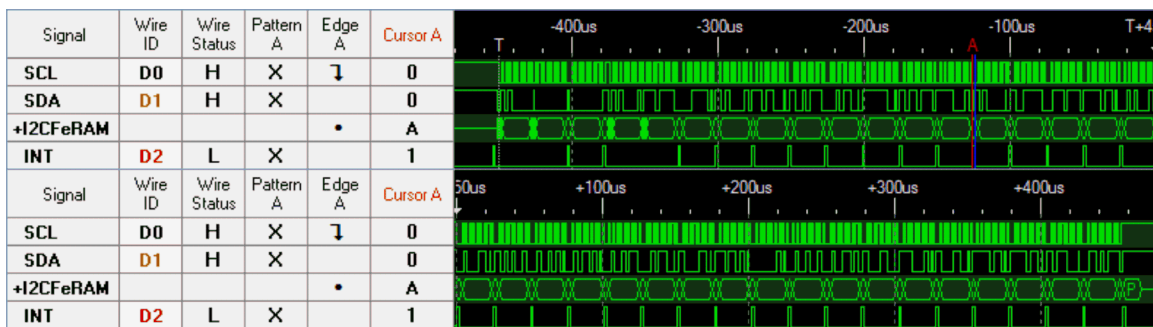 Signal Wire ID Wire Status Pattern A Edge A Cursor A -400us -300us -200us -100us T+4
T A
SCL D0 H X 0
SDA D1 H X 0
+I2CFeRAM • A
INT D2 L X 1
Signal Wire ID Wire Status Pattern A Edge A Cursor A 50us +100us +200us +300us +400us
SCL D0 H X 0
SDA D1 H X 0
+I2CFeRAM • A P
INT D2 L X 1